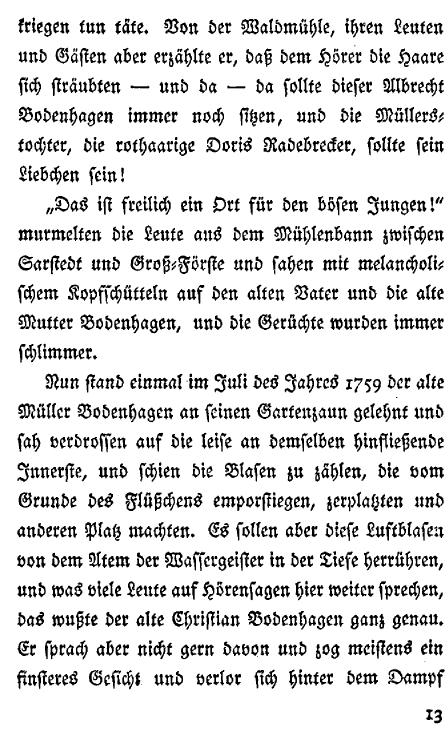 kriegen tun täte. Von der Waldmühle, ihren Leuten
und Gästen aber erzählte er, daß dem Hörer die Haare
sich sträubten — und da — da sollte dieser Albrecht
Bodenhagen immer noch sitzen, und die Müllers-
tochter, die rothaarige Doris Radebrecker, sollte sein
Liebchen sein!
„Das ist freilich ein Ort für den bösen Jungen!“
murmelten die Leute aus dem Mühlenbann zwischen
Sarstedt und Groß-Förste und sahen mit melancholi-
schem Kopfschütteln auf den alten Vater und die alte
Mutter Bodenhagen, und die Gerüchte wurden immer
schlimmer.
Nun stand einmal im Juli des Jahres 1759 der alte
Müller Bodenhagen an seinen Gartenzaun gelehnt und
sah verdrossen auf die leise an demselben hinfließende
Innerste, und schien die Blasen zu zählen, die vom
Grunde des Flüßchens emporstiegen, zerplatzten und
anderen Platz machten. Es sollen aber diese Luftblasen
von dem Atem der Wassergeister in der Tiefe herrühren,
und was viele Leute auf Hörensagen hier weiter sprechen,
das wußte der alte Christian Bodenhagen ganz genau.
Er sprach aber nicht gern davon und zog meistens ein
finsteres Gesicht und verlor sich hinter dem Dampf
13